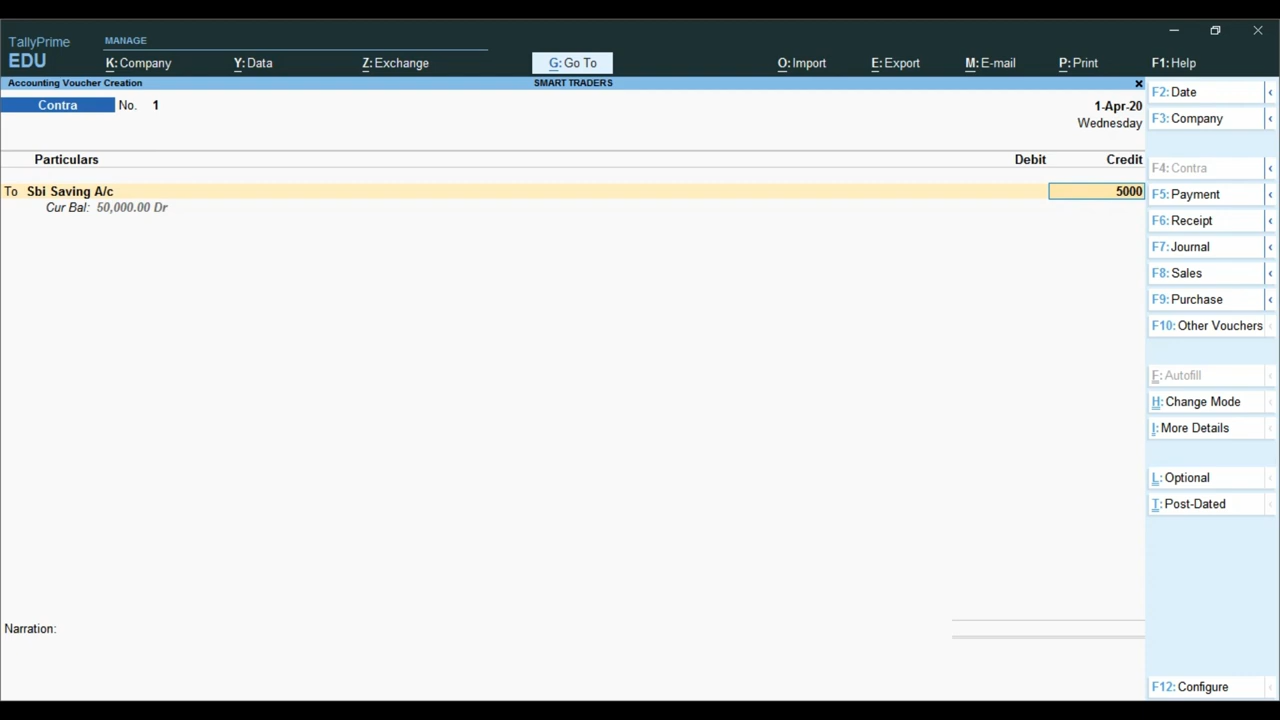 TallyPrime
EDU
MANAGE
K: Company
Y: Data
Z: Exchange
G: Go To
O: Import
E: Export
M: E-mail
P: Print
F1: Help
Accounting Voucher Creation
SMART TRADERS
Contra No. 1
1-Apr-20
Wednesday
Particulars
Debit
Credit
To Sbi Saving A/c
5000
Cur Bal: 50,000.00 Dr
Narration:
F2: Date
F3: Company
F4: Contra
F5: Payment
F6: Receipt
F7: Journal
F8: Sales
F9: Purchase
F10: Other Vouchers
F: Autofill
H: Change Mode
I: More Details
L: Optional
T: Post-Dated
F12: Configure